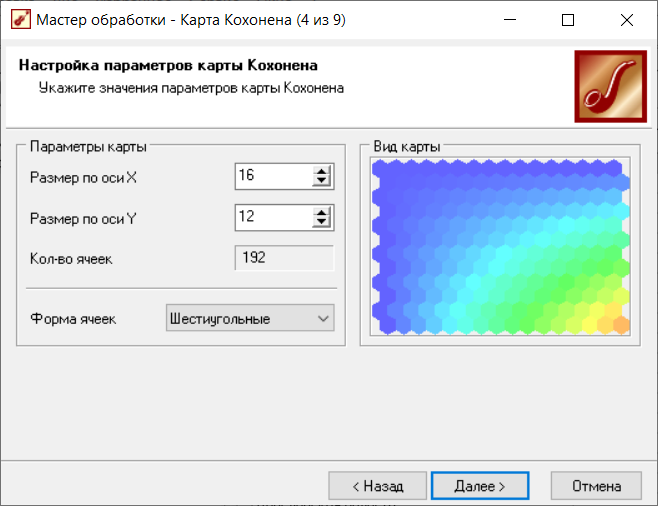 Мастер обработки - Карта Кохонена (4 из 9)
Настройка параметров карты Кохонена
Укажите значения параметров карты Кохонена
Параметры карты
Размер по оси X
16
Размер по оси Y
12
Кол-во ячеек
192
Форма ячеек
Шестиугольные
Вид карты
< Назад
Далее >
Отмена